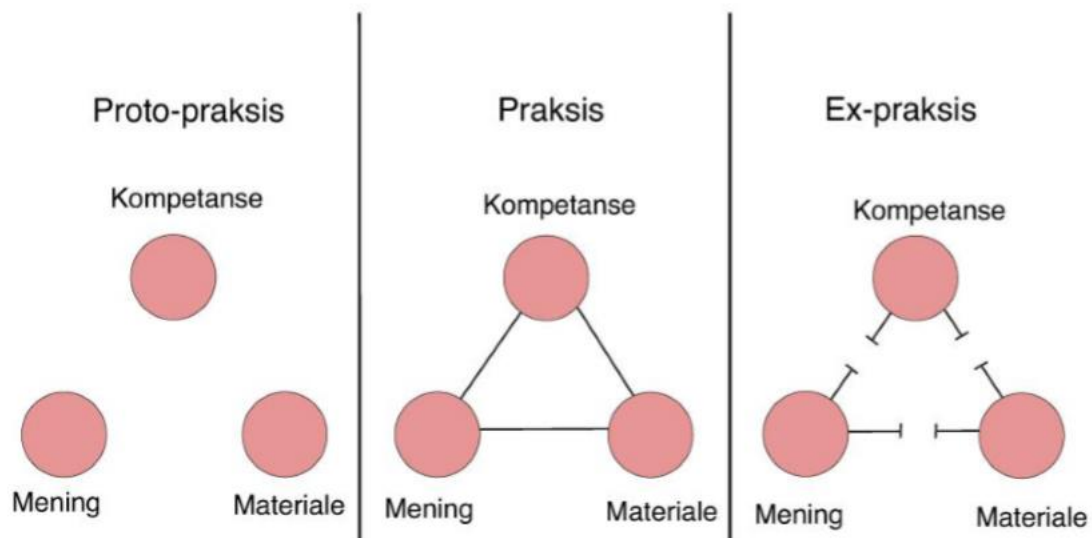 Proto-praksis
Kompetanse
Mening
Materiale
Praksis
Kompetanse
Mening
Materiale
Ex-praksis
Kompetanse
Mening
Materiale